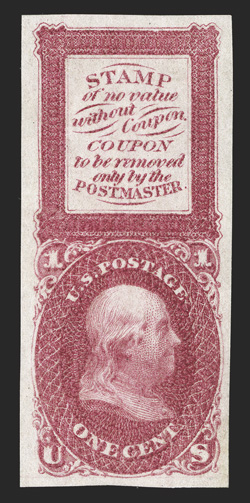 STAMP
of no value
without
Coupon.
COUPON
to be removed
only by the
POSTMASTER.
1 1
U.S. POSTAGE
ONE CENT
U S